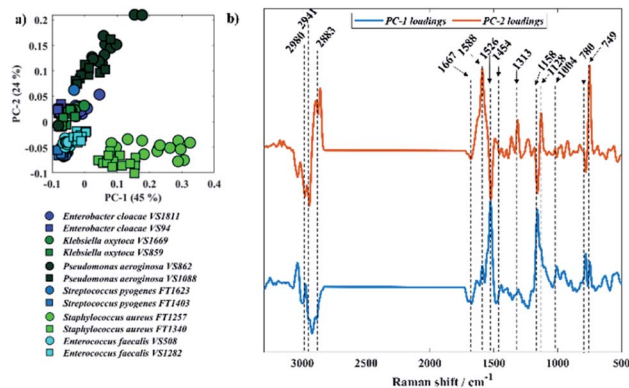 a)
PC-2 (24 %)
0.2
0.15
0.1
0.05
0
-0.05
-0.1
0
0.1
0.2
0.3
0.4
PC-1 (45 %)
Enterobacter cloacae VS1811
Enterobacter cloacae VS94
Klebsiella oxytoca VS1669
Klebsiella oxytoca VS859
Pseudomonas aeroginosa VS862
Pseudomonas aeroginosa VS1088
Streptococcus pyogenes FT1623
Streptococcus pyogenes FT1403
Staphylococcus aureus FT1257
Staphylococcus aureus FT1340
Enterococcus faecalis VS508
Enterococcus faecalis VS1282
b)
PC-1 loadings
PC-2 loadings
2980
2941
2883
1667
1588
1526
1454
1313
1158
1128
1004
780
749
3000
2500
2000
1500
1000
500
Raman shift / cm-1